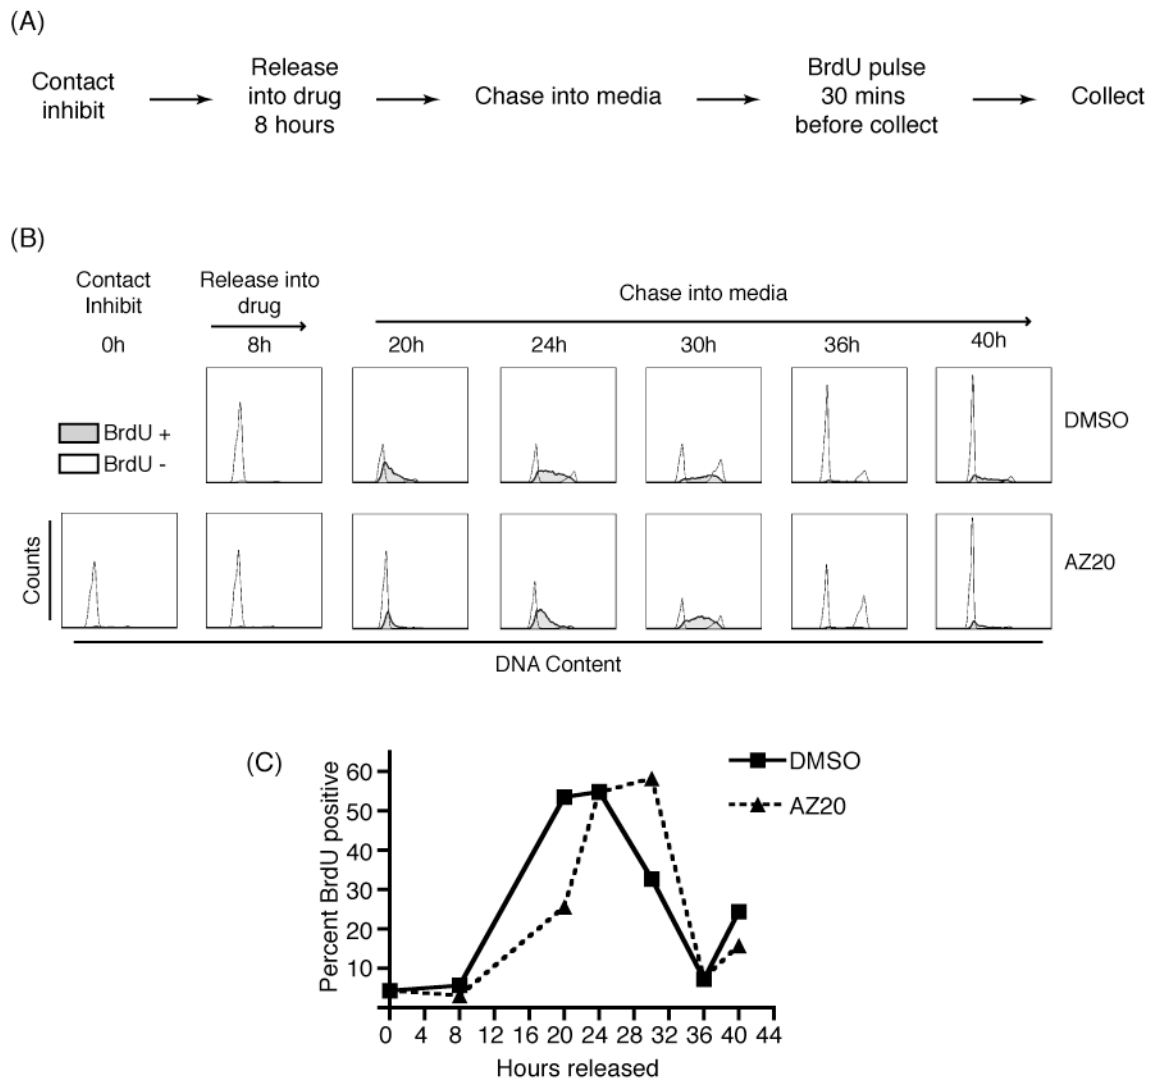 (A)
Contact
inhibit
Release
into drug
8 hours
Chase into media
BrdU pulse
30 mins
before collect
Collect
(B)
Contact
Inhibit
Release into
drug
Chase into media
0h
8h
20h
24h
30h
36h
40h
BrdU +
BrdU -
DMSO
Counts
AZ20
DNA Content
(C)
DMSO
AZ20
Percent BrdU positive
60
50
40
30
20
10
0 4 8 12 16 20 24 28 32 36 40 44
Hours released